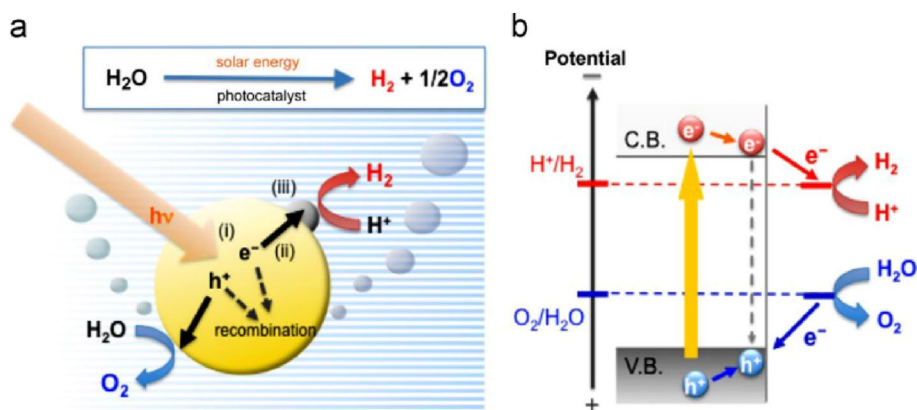 a
H₂O
solar energy
photocatalyst
H₂ + 1/2O₂
hν
(i)
(ii)
(iii)
e⁻
h⁺
recombination
H₂
H⁺
H₂O
O₂
b
Potential
−
C.B.
e⁻
e⁻
e⁻
H⁺/H₂
H₂
H⁺
O₂/H₂O
H₂O
O₂
e⁻
V.B.
h⁺
h⁺
+